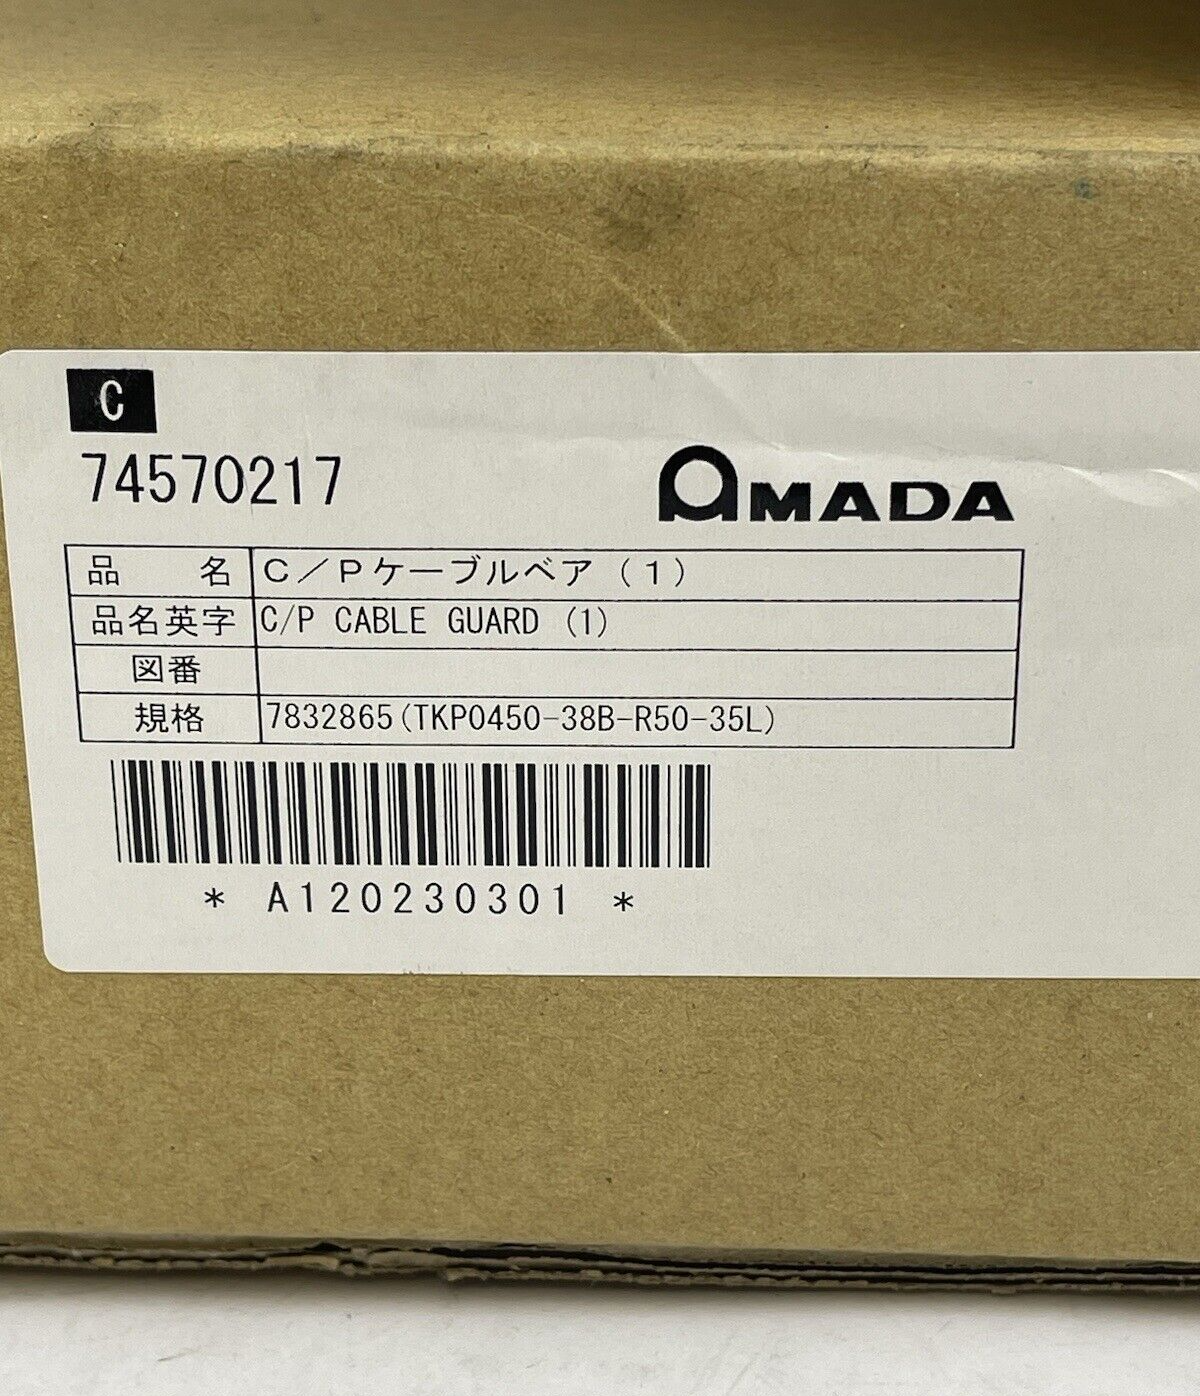 C
74570217
AMADA
品 名 C／Pケーブルベア（1）
品名英字 C/P CABLE GUARD (1)
図番
規格 7832865(TKP0450-38B-R50-35L)
* A120230301 *